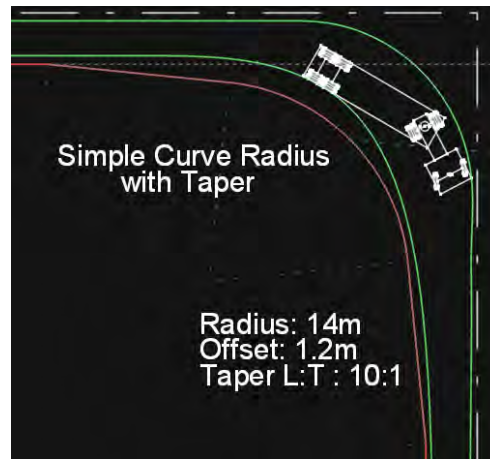 Simple Curve Radius
with Taper
Radius: 14m
Offset: 1.2m
Taper L:T : 10:1